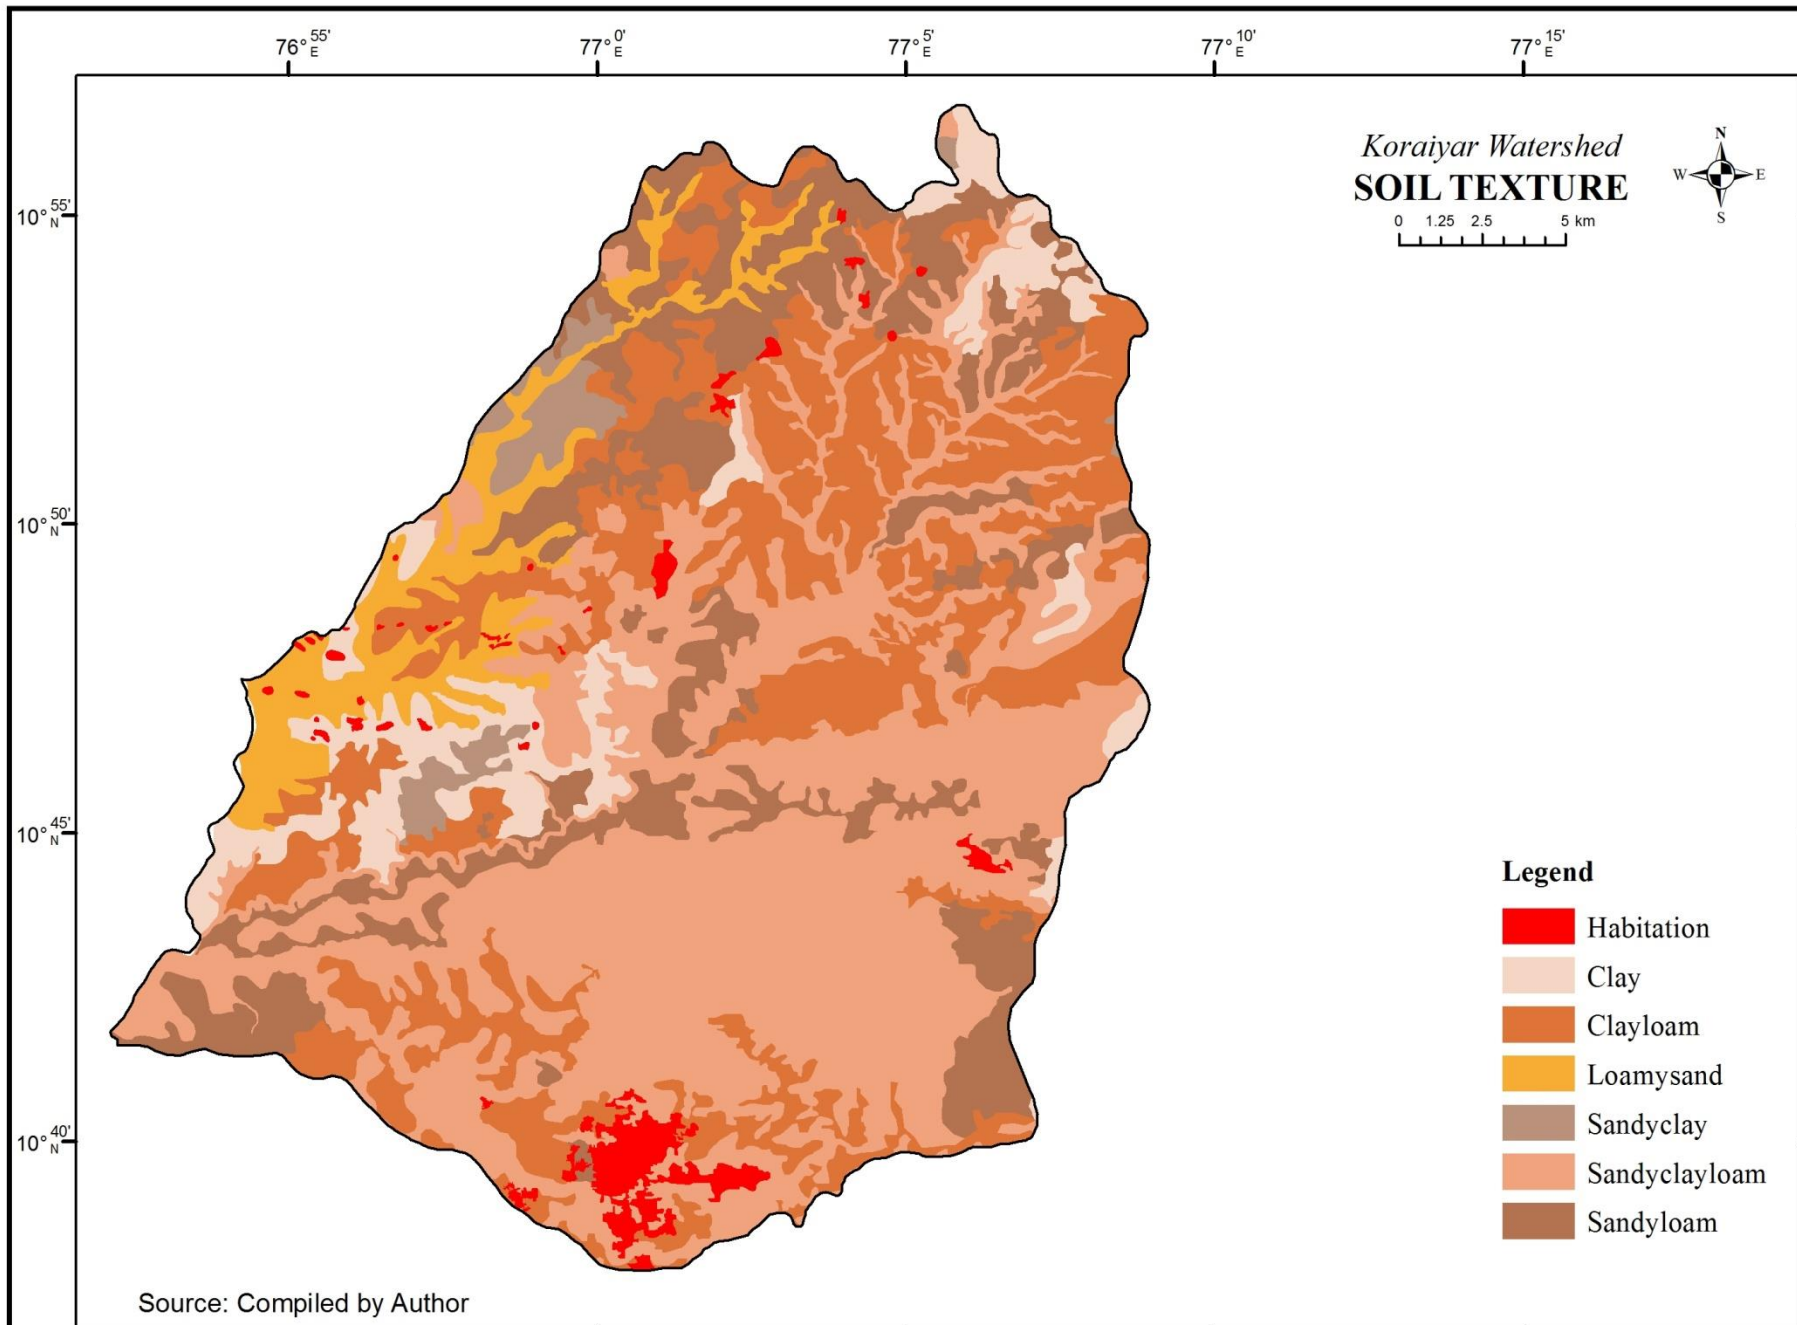 76° 55' E
77° 0' E
77° 5' E
77° 10' E
77° 15' E
Koraiyar Watershed
SOIL TEXTURE
0 1.25 2.5 5 km
N
W E
S
10° 55' N
10° 50' N
10° 45' N
10° 40' N
Legend
Habitation
Clay
Clayloam
Loamysand
Sandyclay
Sandyclayloam
Sandyloam
Source: Compiled by Author